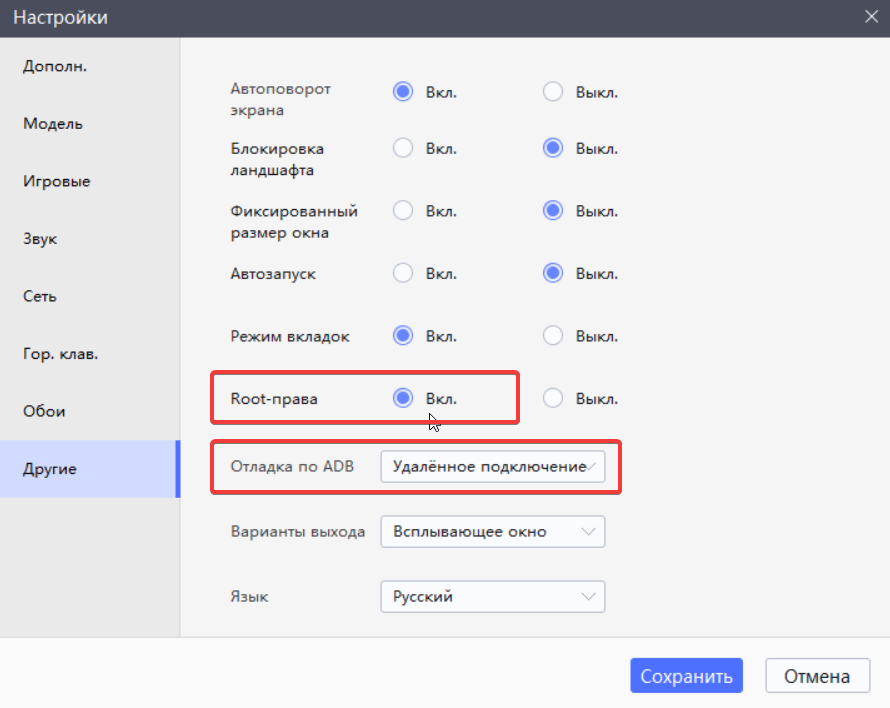 Настройки
Дополн.
Модель
Игровые
Звук
Сеть
Гор. клав.
Обои
Другие
Автоповорот
экрана
Вкл.
Выкл.
Блокировка
ландшафта
Вкл.
Выкл.
Фиксированный
размер окна
Вкл.
Выкл.
Автозапуск
Вкл.
Выкл.
Режим вкладок
Вкл.
Выкл.
Root-права
Вкл.
Выкл.
Отладка по ADB
Удалённое подключение
Варианты выхода
Всплывающее окно
Язык
Русский
Сохранить
Отмена